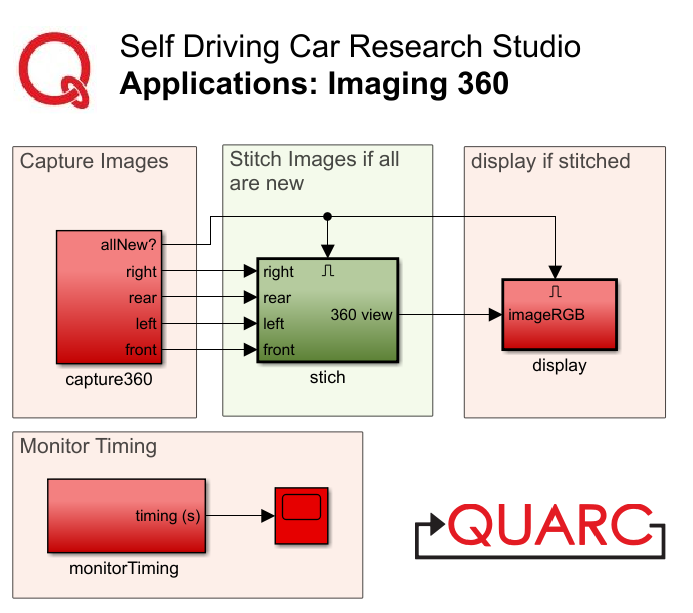 Self Driving Car Research Studio
Applications: Imaging 360
Capture Images
allNew?
right
rear
left
front
capture360
Stitch Images if all
are new
right
rear
left
front
360 view
stich
display if stitched
imageRGB
display
Monitor Timing
timing (s)
monitorTiming
QUARC